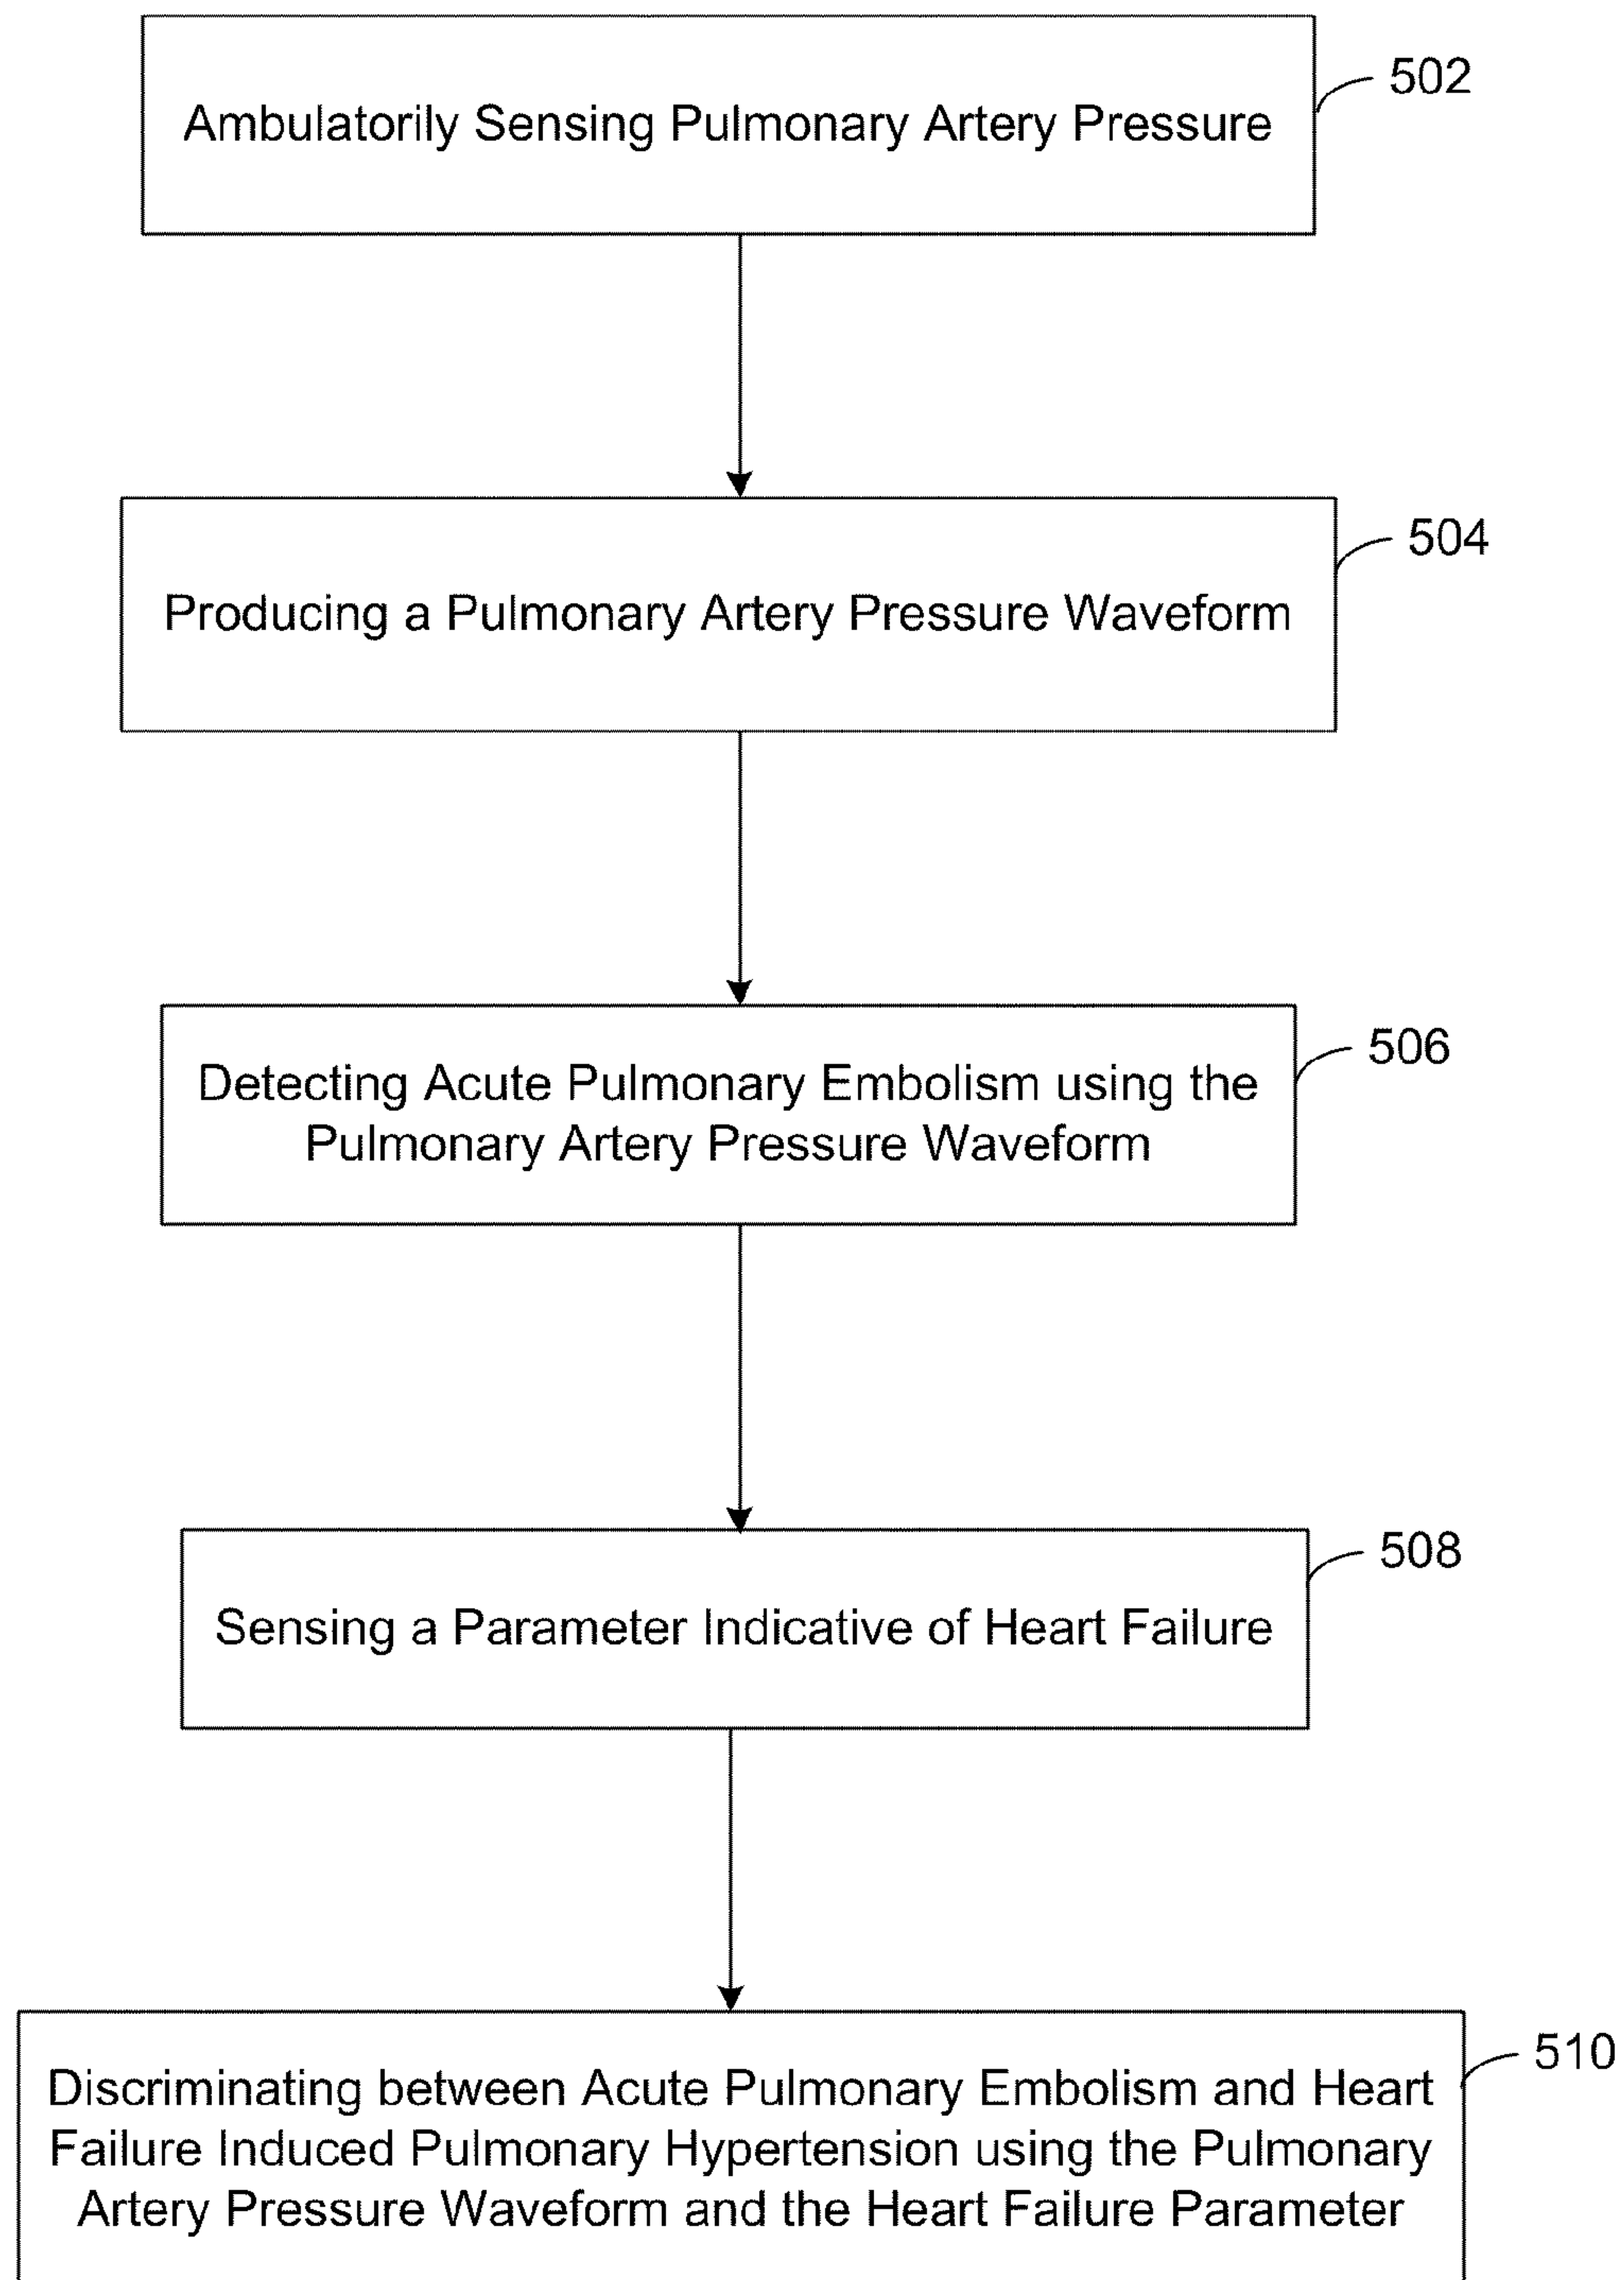 Ambulatorily Sensing Pulmonary Artery Pressure
502
Producing a Pulmonary Artery Pressure Waveform
504
Detecting Acute Pulmonary Embolism using the
Pulmonary Artery Pressure Waveform
506
Sensing a Parameter Indicative of Heart Failure
508
Discriminating between Acute Pulmonary Embolism and Heart
Failure Induced Pulmonary Hypertension using the Pulmonary
Artery Pressure Waveform and the Heart Failure Parameter
510